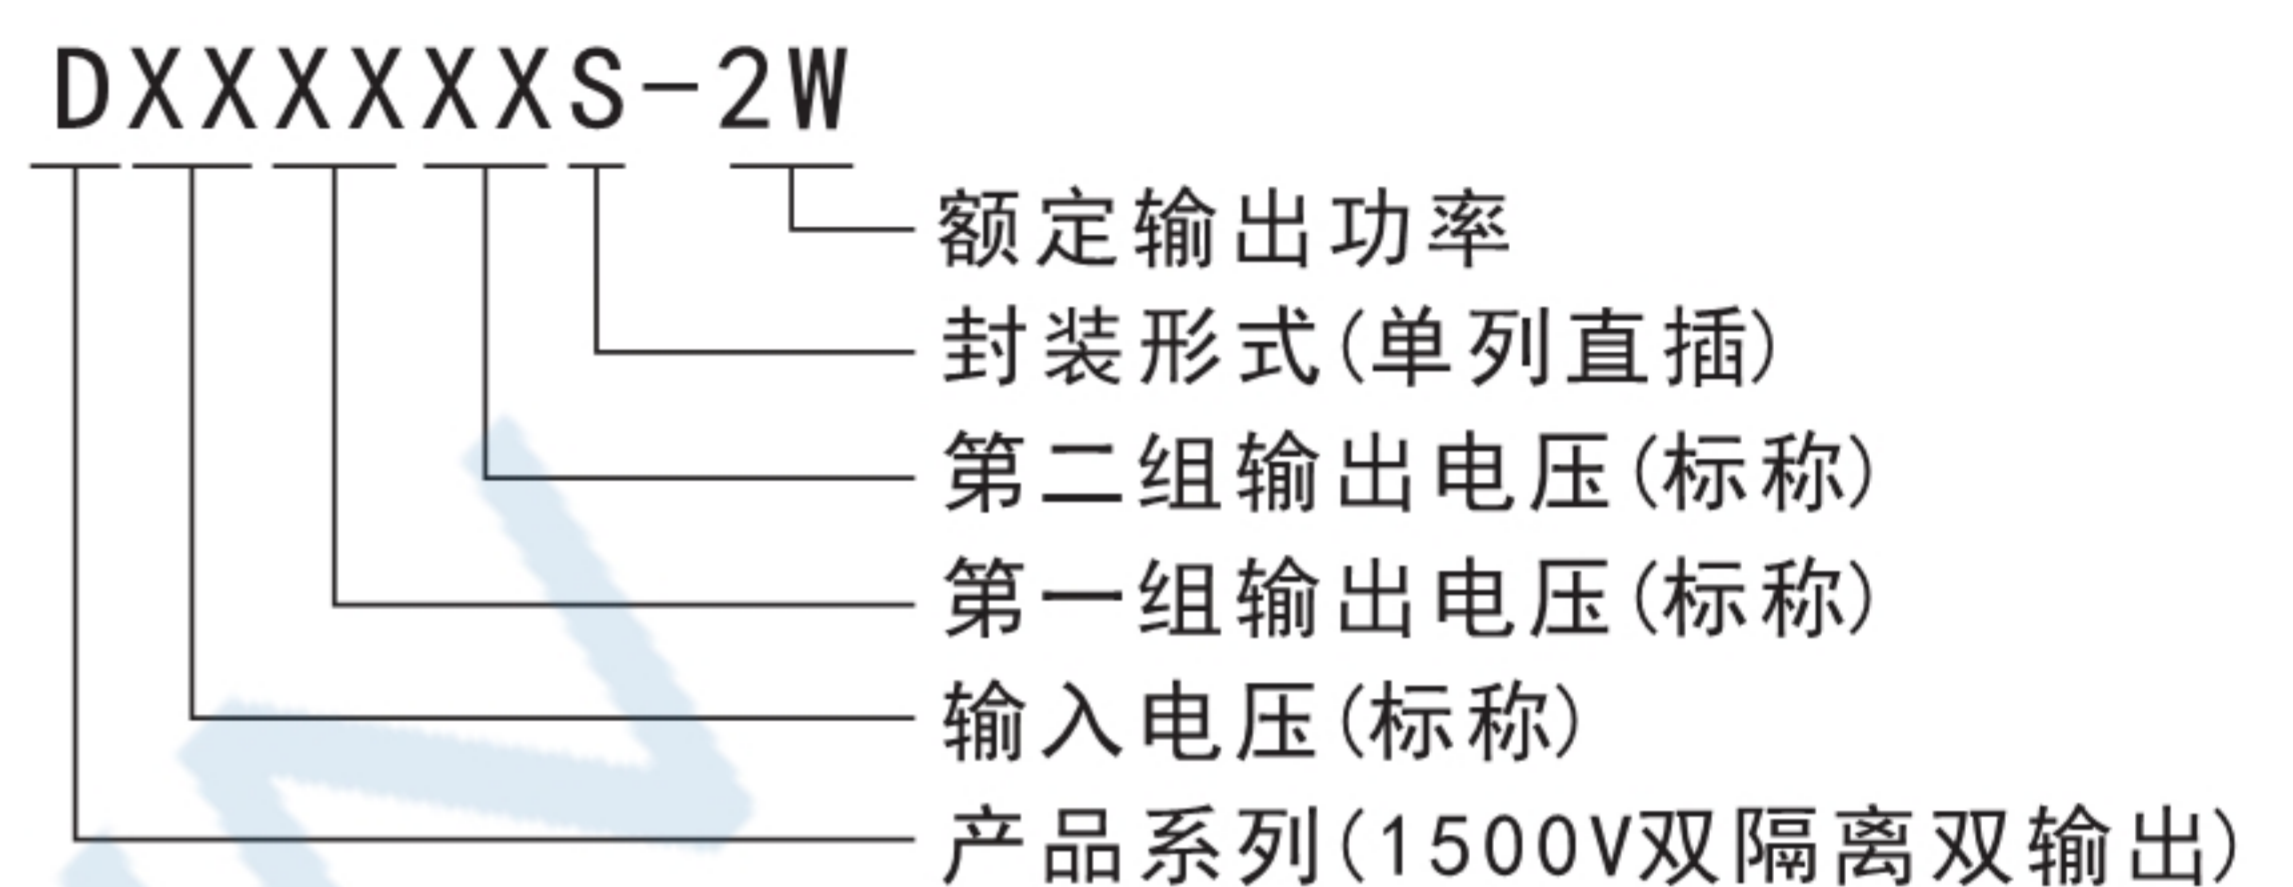 DXXXXXXS-2W
额定输出功率
封装形式(单列直插)
第二组输出电压(标称)
第一组输出电压(标称)
输入电压(标称)
产品系列(1500V双隔离双输出)